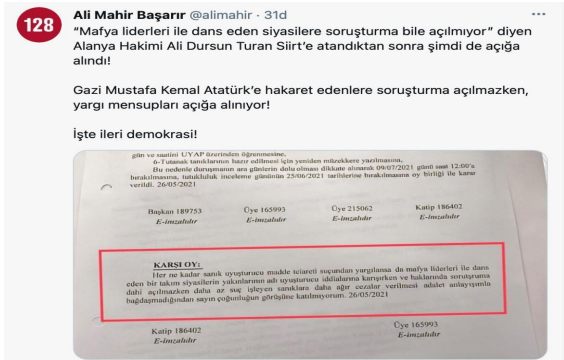 128
Ali Mahir Başarır @alimahir · 31d
“Mafya liderleri ile dans eden siyasilere soruşturma bile açılmıyor” diyen
Alanya Hakimi Ali Dursun Turan Siirt’e atandıktan sonra şimdi de açığa
alındı!
Gazi Mustafa Kemal Atatürk’e hakaret edenlere soruşturma açılmazken,
yargı mensupları açığa alınıyor!
İşte ileri demokrasi!
gün ve saatini UYAP üzerinden öğrenmesine,
6-Tutanak tanıklarının hazır edilmesi için yeniden müzekkere yazılmasına,
Bu nedenle duruşmanın ara günlerin dolu olması dikkate alınarak 09/07/2021 günü saat 12:00'a
bırakılmasına, tutukluluk inceleme gününün 25/06/2021 tarihlerine bırakılmasına oy birliği ile karar
verildi. 26/05/2021
Başkan 189753 Üye 165993 Üye 215062 Katip 186402
E-imzalıdır E-imzalıdır E-imzalıdır E-imzalıdır
KARŞI OY:
Her ne kadar sanık uyuşturucu madde ticareti suçundan yargılansa da mafya liderleri ile dans
eden bir takım siyasilerin yakınlarının adı uyuşturucu iddialarına karışırken ve haklarında soruşturma
dahi açılmazken daha az suç işleyen sanıklara daha ağır cezalar verilmesi adalet anlayışımla
bağdaşmadığından sayın çoğunluğun görüşüne katılmıyorum. 26/05/2021
Katip 186402 Üye 165993
E-imzalıdır E-imzalıdır